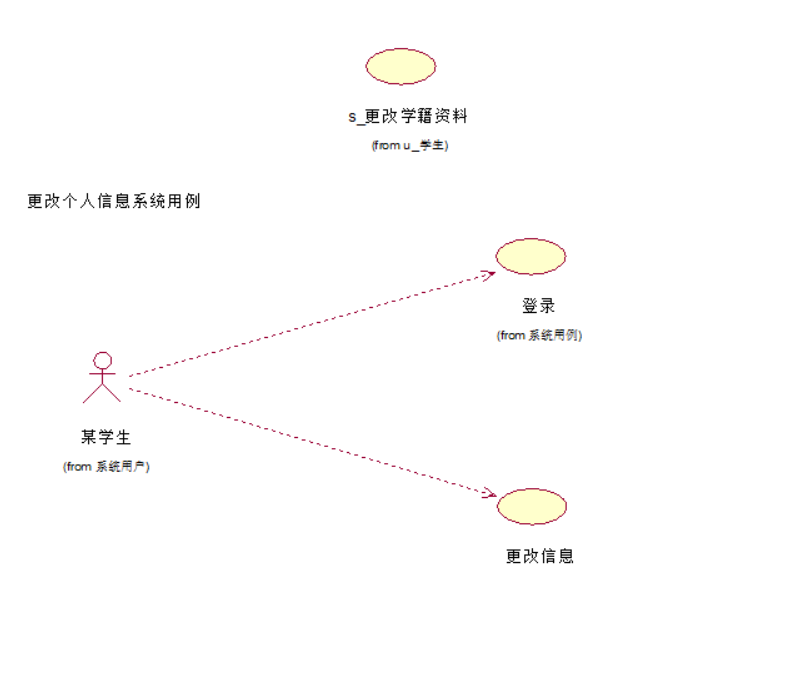 s_更改学籍资料
(from u_学生)
更改个人信息系统用例
登录
(from 系统用例)
某学生
(from 系统用户)
更改信息